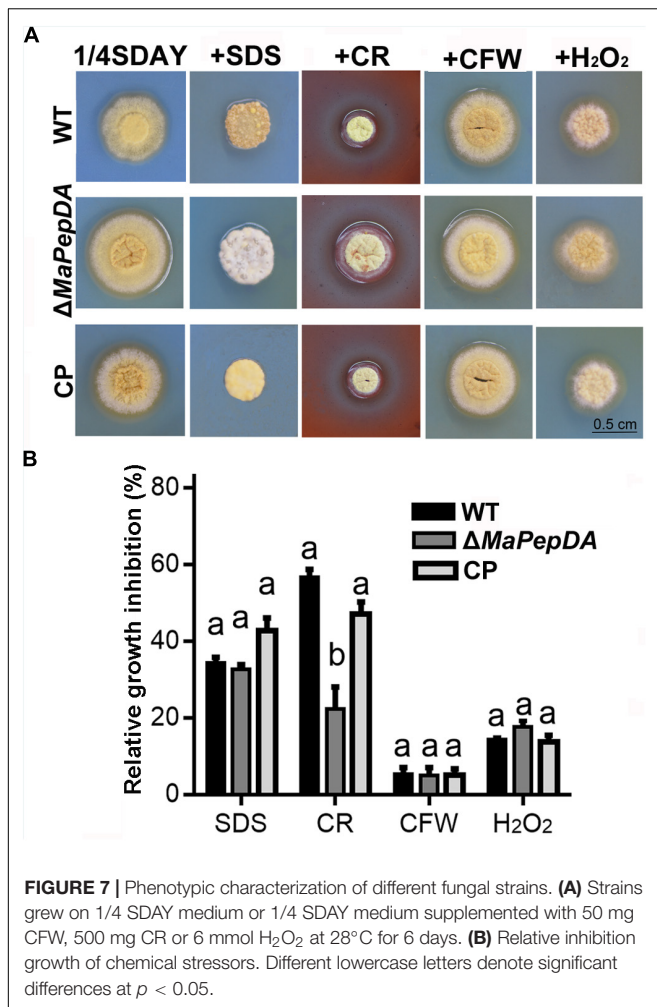 A
1/4SDAY +SDS +CR +CFW +H₂O₂
WT
ΔMaPepDA
CP
0.5 cm
B
Relative growth inhibition (%)
80
60
40
20
0
WT
ΔMaPepDA
CP
a a a
a b a
a a a
a a a
SDS CR CFW H₂O₂
FIGURE 7 | Phenotypic characterization of different fungal strains. (A) Strains
grew on 1/4 SDAY medium or 1/4 SDAY medium supplemented with 50 mg
CFW, 500 mg CR or 6 mmol H₂O₂ at 28°C for 6 days. (B) Relative inhibition
growth of chemical stressors. Different lowercase letters denote significant
differences at p < 0.05.